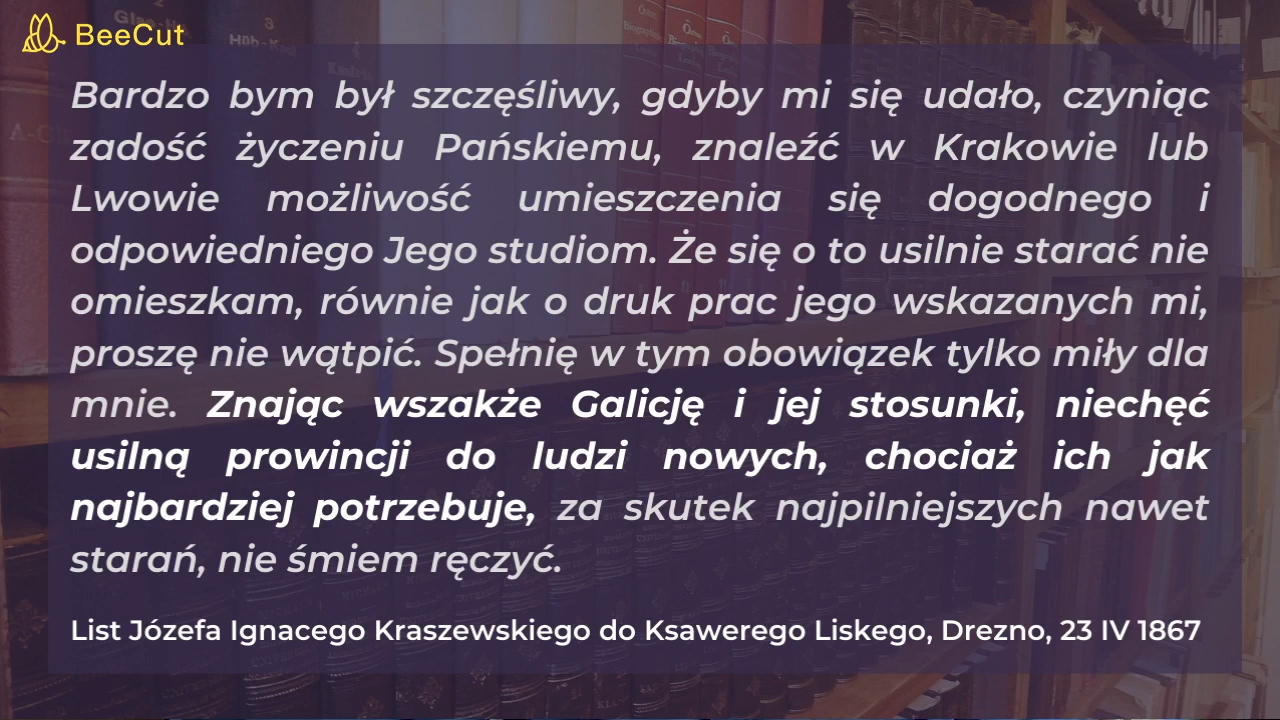 BeeCut
Bardzo bym był szczęśliwy, gdyby mi się udało, czyniąc
zadość życzeniu Pańskiemu, znaleźć w Krakowie lub
Lwowie możliwość umieszczenia się dogodnego i
odpowiedniego Jego studiom. Że się o to usilnie starać nie
omieszkam, równie jak o druk prac jego wskazanych mi,
proszę nie wątpić. Spełnię w tym obowiązek tylko miły dla
mnie. Znając wszakże Galicję i jej stosunki, niechęć
usilną prowincji do ludzi nowych, chociaż ich jak
najbardziej potrzebuje, za skutek najpilniejszych nawet
starań, nie śmiem ręczyć.
List Józefa Ignacego Kraszewskiego do Ksawerego Liskego, Drezno, 23 IV 1867